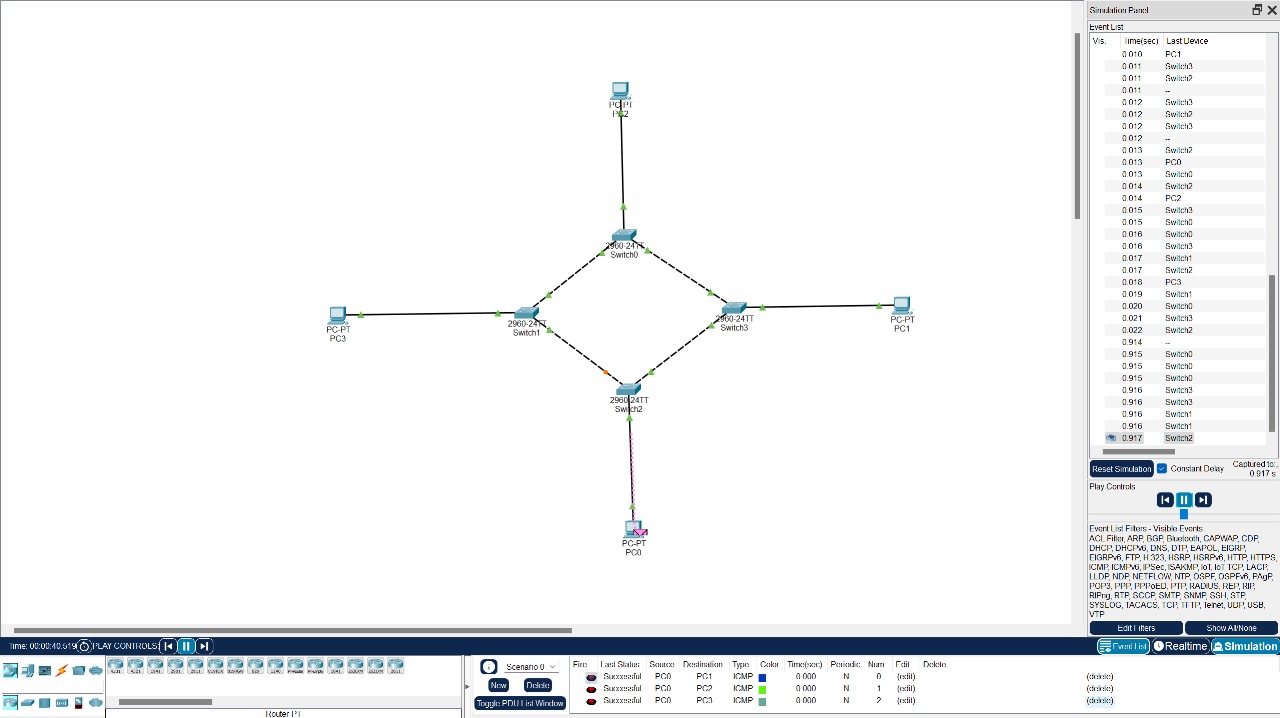 Simulation Panel
Event List
Vis. Time(sec) Last Device
0.010 PC1
0.011 Switch3
0.011 Switch2
0.011 --
0.012 Switch3
0.012 Switch2
0.012 Switch3
0.012 --
0.013 Switch2
0.013 PC0
0.013 Switch0
0.014 Switch2
0.014 PC2
0.015 Switch3
0.015 Switch0
0.016 Switch0
0.016 Switch3
0.017 Switch1
0.017 Switch2
0.018 PC3
0.019 Switch1
0.020 Switch0
0.021 Switch3
0.022 Switch2
0.914 --
0.915 Switch0
0.915 Switch0
0.915 Switch0
0.916 Switch3
0.916 Switch3
0.916 Switch1
0.916 Switch1
0.917 Switch2
Reset Simulation Constant Delay Captured to:
0.917 s
Play Controls
Event List Filters - Visible Events
ACL Filter, ARP, BGP, Bluetooth, CAPWAP, CDP,
DHCP, DHCPv6, DNS, DTP, EAPOL, EIGRP,
EIGRPv6, FTP, H.323, HSRP, HSRPv6, HTTP, HTTPS,
ICMP, ICMPv6, IPSec, ISAKMP, IoT, IoT TCP, LACP,
LLDP, NDP, NETFLOW, NTP, OSPF, OSPFv6, PAgP,
POP3, PPP, PPPoED, PTP, RADIUS, REP, RIP,
RIPng, RTP, SCCP, SMTP, SNMP, SSH, STP,
SYSLOG, TACACS, TCP, TFTP, Telnet, UDP, USB,
VTP
Edit Filters Show All/None
Event List Realtime Simulation
PC-PT
PC2
2960-24TT
Switch0
PC-PT
PC3
2960-24TT
Switch1
2960-24TT
Switch3
PC-PT
PC1
2960-24TT
Switch2
PC-PT
PC0
Time: 00:00:40.519 PLAY CONTROLS:
Router PT
Scenario 0
New Delete
Toggle PDU List Window
Fire Last Status Source Destination Type Color Time(sec) Periodic Num Edit Delete
Successful PC0 PC1 ICMP 0.000 N 0 (edit) (delete)
Successful PC0 PC2 ICMP 0.000 N 1 (edit) (delete)
Successful PC0 PC3 ICMP 0.000 N 2 (edit) (delete)